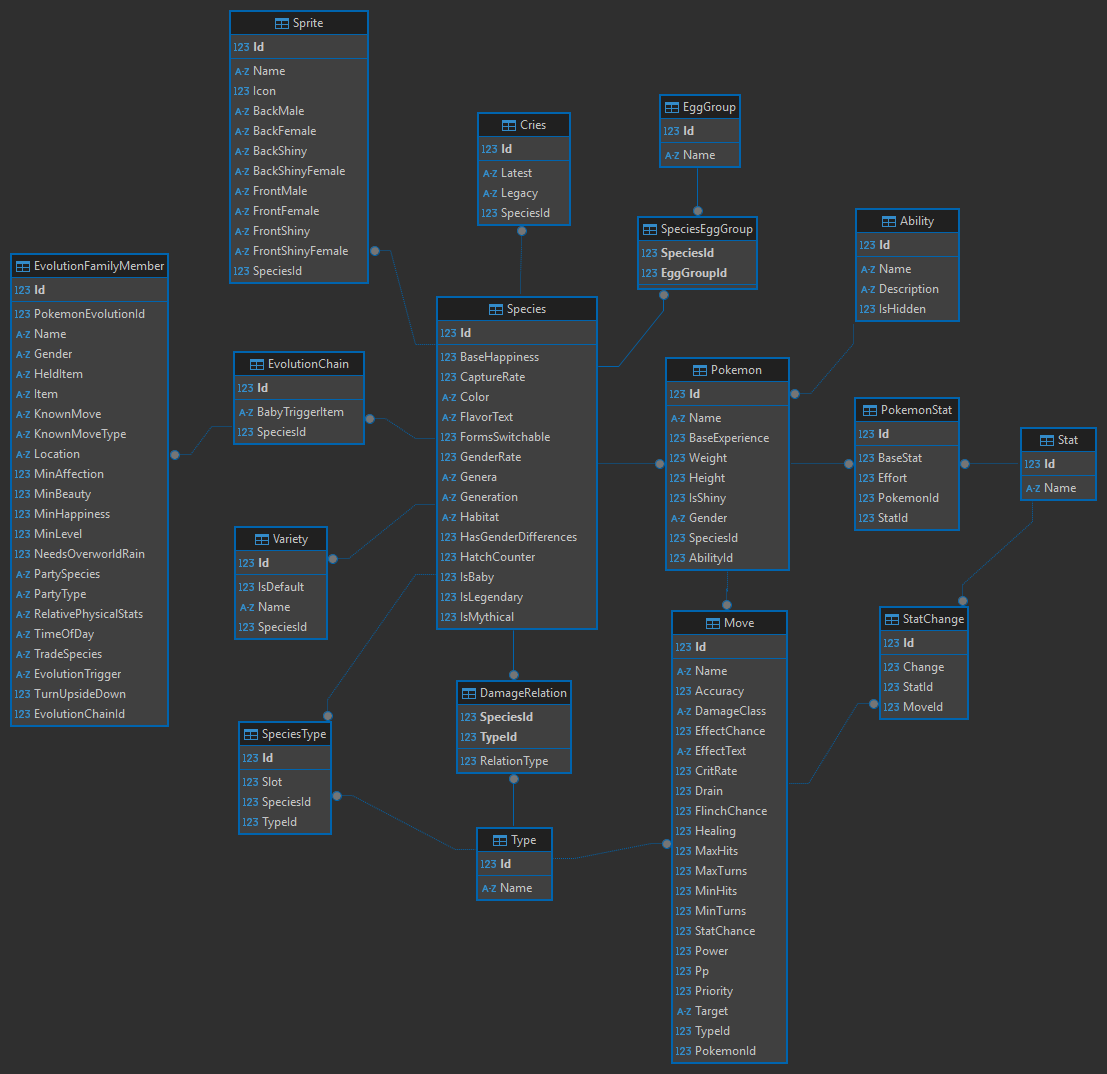 Sprite
123 Id
A-Z Name
123 Icon
A-Z BackMale
A-Z BackFemale
A-Z BackShiny
A-Z BackShinyFemale
A-Z FrontMale
A-Z FrontFemale
A-Z FrontShiny
A-Z FrontShinyFemale
123 SpeciesId
Cries
123 Id
A-Z Latest
A-Z Legacy
123 SpeciesId
EggGroup
123 Id
A-Z Name
SpeciesEggGroup
123 SpeciesId
123 EggGroupId
Ability
123 Id
A-Z Name
A-Z Description
123 IsHidden
EvolutionFamilyMember
123 Id
123 PokemonEvolutionId
A-Z Name
A-Z Gender
A-Z HeldItem
A-Z Item
A-Z KnownMove
A-Z KnownMoveType
A-Z Location
123 MinAffection
123 MinBeauty
123 MinHappiness
123 MinLevel
123 NeedsOverworldRain
A-Z PartySpecies
A-Z PartyType
A-Z RelativePhysicalStats
A-Z TimeOfDay
A-Z TradeSpecies
A-Z EvolutionTrigger
123 TurnUpsideDown
123 EvolutionChainId
EvolutionChain
123 Id
A-Z BabyTriggerItem
123 SpeciesId
Species
123 Id
123 BaseHappiness
123 CaptureRate
A-Z Color
A-Z FlavorText
123 FormsSwitchable
123 GenderRate
A-Z Genera
A-Z Generation
A-Z Habitat
123 HasGenderDifferences
123 HatchCounter
123 IsBaby
123 IsLegendary
123 IsMythical
Pokemon
123 Id
A-Z Name
123 BaseExperience
123 Weight
123 Height
123 IsShiny
A-Z Gender
123 SpeciesId
123 AbilityId
PokemonStat
123 Id
123 BaseStat
123 Effort
123 PokemonId
123 StatId
Stat
123 Id
A-Z Name
Variety
123 Id
123 IsDefault
A-Z Name
123 SpeciesId
StatChange
123 Id
123 Change
123 StatId
123 MoveId
Move
123 Id
A-Z Name
123 Accuracy
A-Z DamageClass
123 EffectChance
A-Z EffectText
123 CritRate
123 Drain
123 FlinchChance
123 Healing
123 MaxHits
123 MaxTurns
123 MinHits
123 MinTurns
123 StatChance
123 Power
123 Pp
123 Priority
A-Z Target
123 TypeId
123 PokemonId
DamageRelation
123 SpeciesId
123 TypeId
123 RelationType
SpeciesType
123 Id
123 Slot
123 SpeciesId
123 TypeId
Type
123 Id
A-Z Name